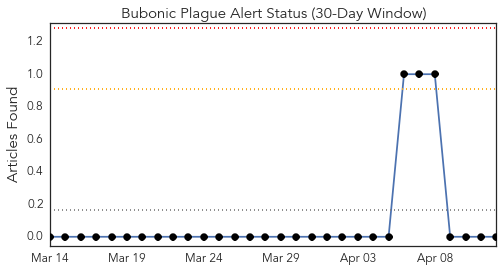 Bubonic Plague Alert Status (30-Day Window)
Articles Found
1.2
1.0
0.8
0.6
0.4
0.2
0.0
Mar 14 Mar 19 Mar 24 Mar 29 Apr 03 Apr 08